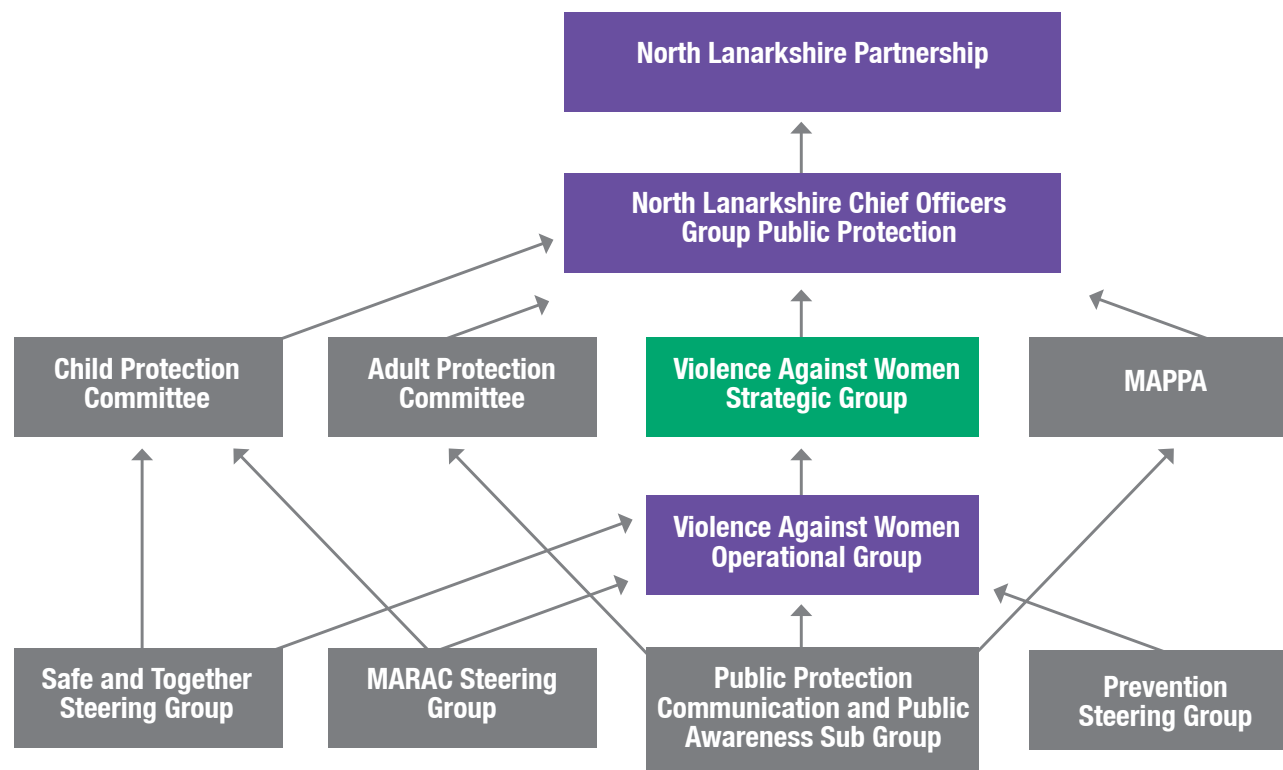 North Lanarkshire Partnership
North Lanarkshire Chief Officers
Group Public Protection
Child Protection
Committee
Adult Protection
Committee
Violence Against Women
Strategic Group
MAPPA
Violence Against Women
Operational Group
Safe and Together
Steering Group
MARAC Steering
Group
Public Protection
Communication and Public
Awareness Sub Group
Prevention
Steering Group